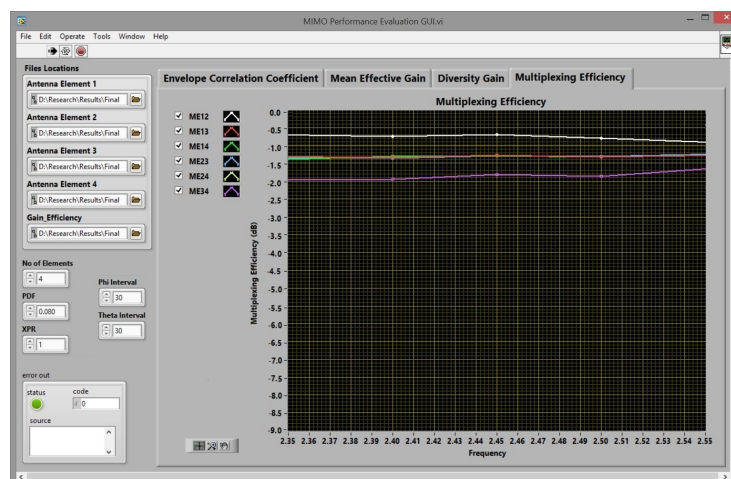 MIMO Performance Evaluation GUI.vi
File Edit Operate Tools Window Help
Files Locations
Antenna Element 1
D:\Research\Results\Final
Antenna Element 2
D:\Research\Results\Final
Antenna Element 3
D:\Research\Results\Final
Antenna Element 4
D:\Research\Results\Final
Gain_Efficiency
D:\Research\Results\Final
No of Elements
4
PDF
0.080
XPR
1
Phi Interval
30
Theta Interval
30
error out
status code
0
source
Envelope Correlation Coefficient Mean Effective Gain Diversity Gain Multiplexing Efficiency
Multiplexing Efficiency
ME12
ME13
ME14
ME23
ME24
ME34
Multiplexing Efficiency (dB)
0.0
-0.5
-1.0
-1.5
-2.0
-2.5
-3.0
-3.5
-4.0
-4.5
-5.0
-5.5
-6.0
-6.5
-7.0
-7.5
-8.0
-8.5
-9.0
2.35 2.36 2.37 2.38 2.39 2.40 2.41 2.42 2.43 2.44 2.45 2.46 2.47 2.48 2.49 2.50 2.51 2.52 2.53 2.54 2.55
Frequency